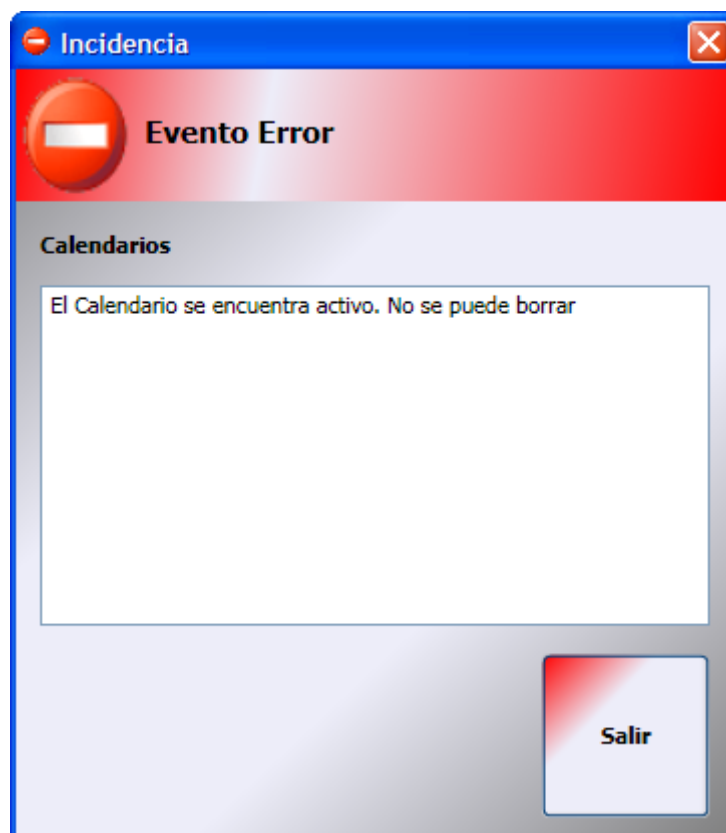 Incidencia
Evento Error
Calendarios
El Calendario se encuentra activo. No se puede borrar
Salir